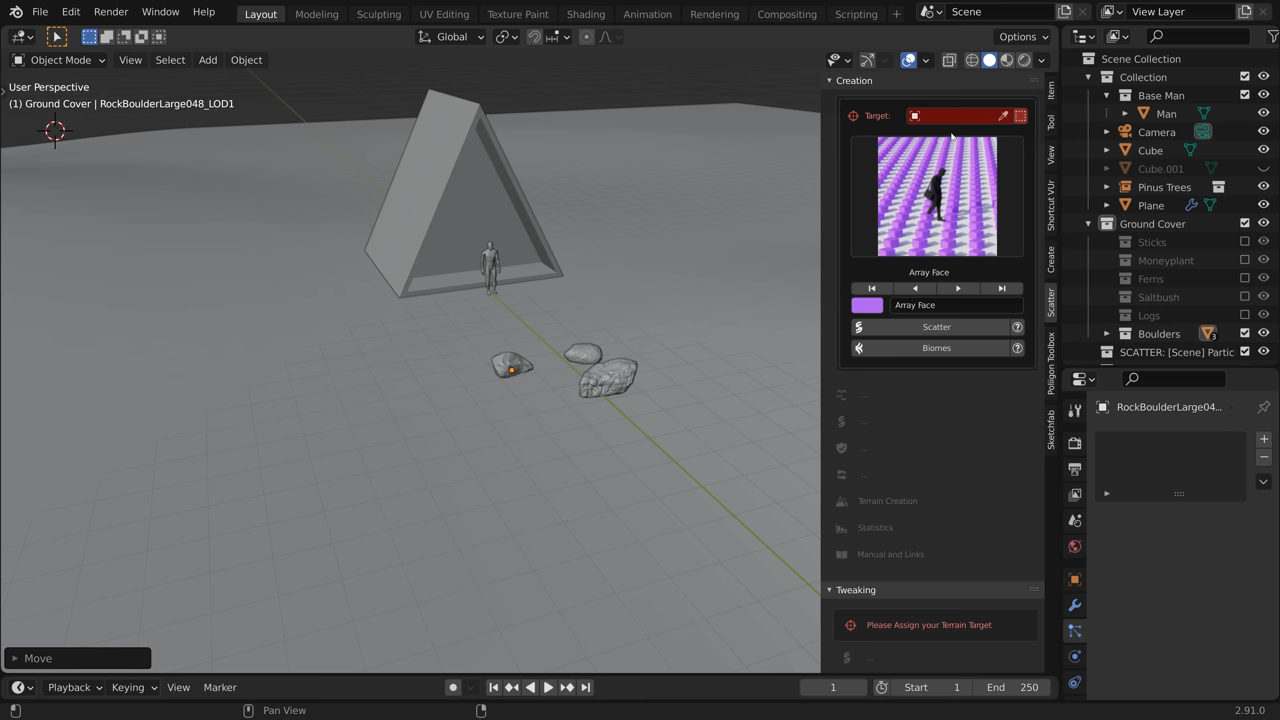 File Edit Render Window Help
Layout Modeling Sculpting UV Editing Texture Paint Shading Animation Rendering Compositing Scripting +
Scene
View Layer
Global
Options
Object Mode View Select Add Object
User Perspective
(1) Ground Cover | RockBoulderLarge048_LOD1
Creation
Target:
Array Face
Array Face
Scatter
Biomes
...
...
...
...
Terrain Creation
Statistics
Manual and Links
Tweaking
Please Assign your Terrain Target
...
Item
Tool
View
Shortcut VUr
Create
Scatter
Poliigon Toolbox
Sketchfab
Scene Collection
Collection
Base Man
Man
Camera
Cube
Cube.001
Pinus Trees
Plane
Ground Cover
Sticks
Moneyplant
Ferns
Saltbush
Logs
Boulders 3
SCATTER: [Scene] Partic
RockBoulderLarge04...
Move
Playback Keying View Marker
1
Start 1
End 250
Pan View
2.91.0